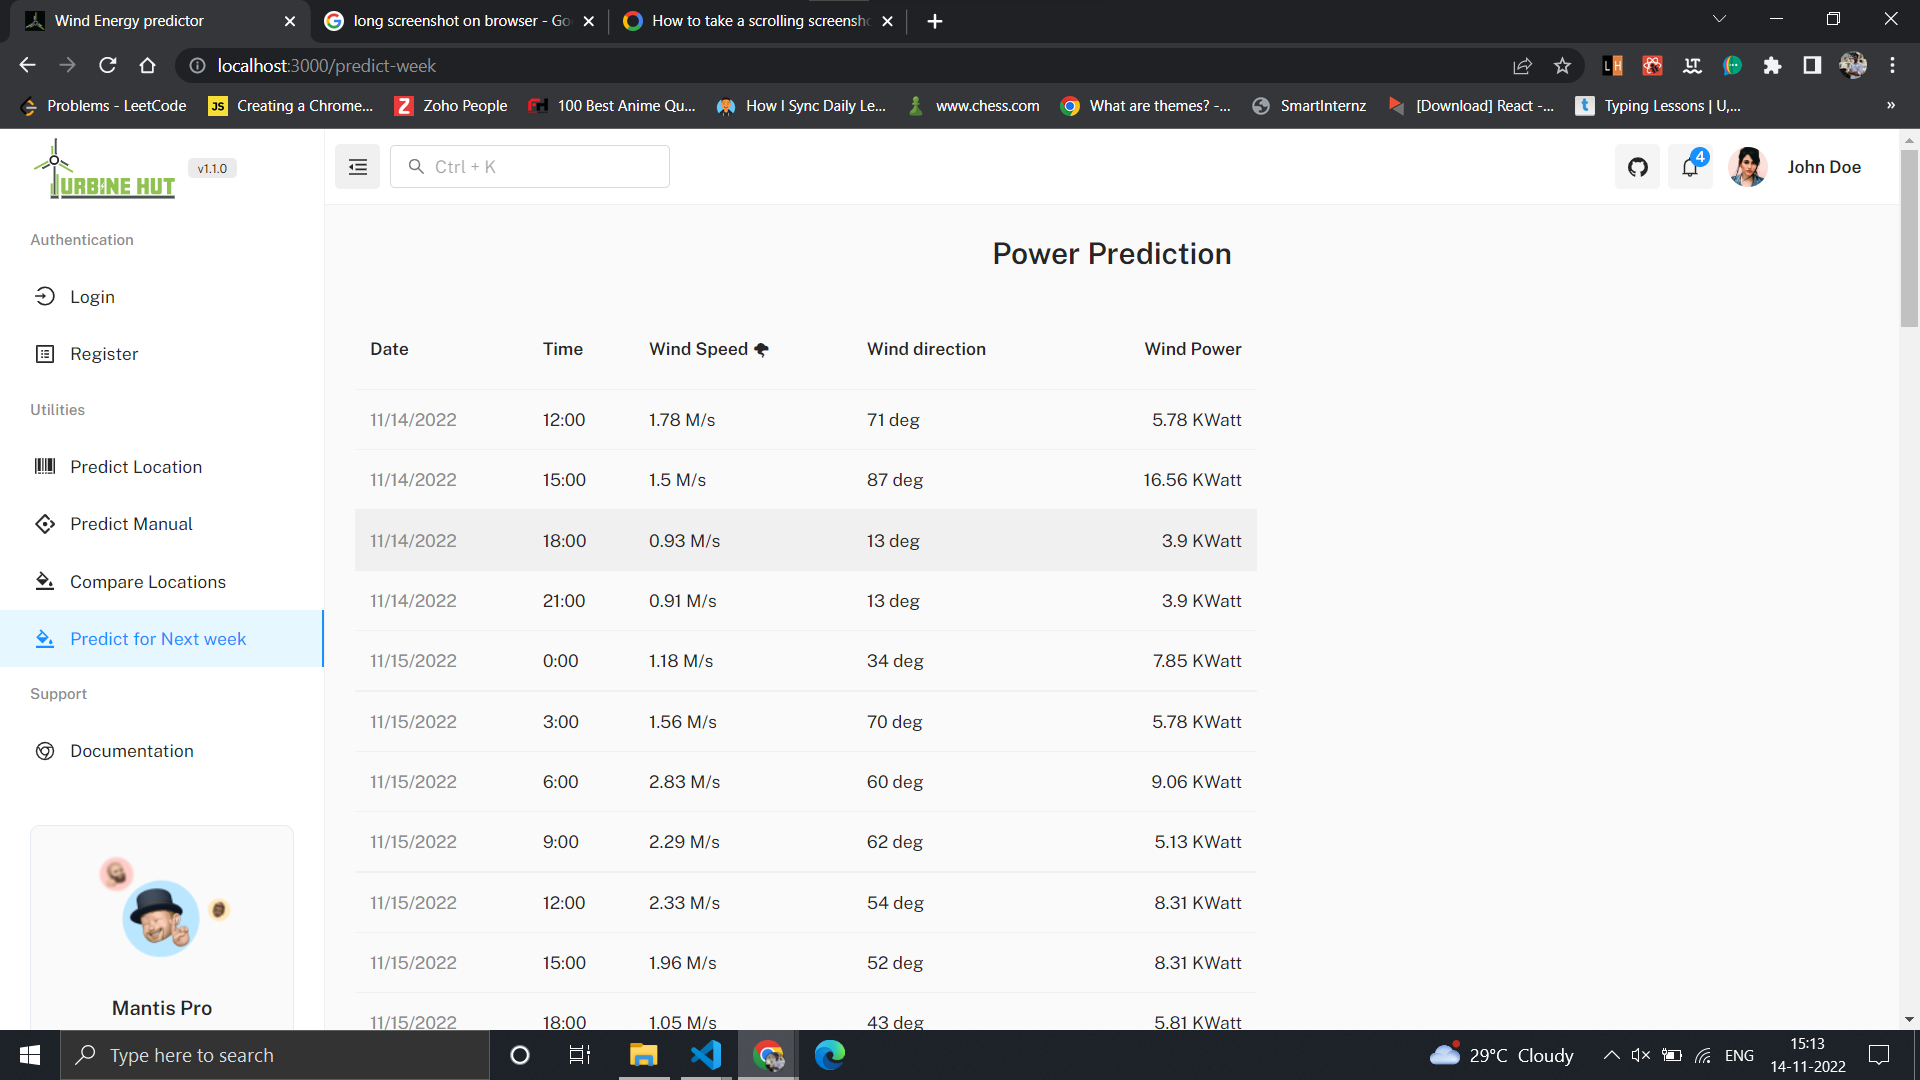 Wind Energy predictor
long screenshot on browser - Go
How to take a scrolling screensh
localhost:3000/predict-week
Problems - LeetCode
JS Creating a Chrome...
Z Zoho People
100 Best Anime Qu...
How I Sync Daily Le...
www.chess.com
What are themes? -...
SmartInternz
[Download] React -...
t Typing Lessons | U,...
»
TURBINE HUT v1.1.0
Ctrl + K
4
John Doe
Authentication
Login
Register
Utilities
Predict Location
Predict Manual
Compare Locations
Predict for Next week
Support
Documentation
Mantis Pro
Power Prediction
Date Time Wind Speed Wind direction Wind Power
11/14/2022 12:00 1.78 M/s 71 deg 5.78 KWatt
11/14/2022 15:00 1.5 M/s 87 deg 16.56 KWatt
11/14/2022 18:00 0.93 M/s 13 deg 3.9 KWatt
11/14/2022 21:00 0.91 M/s 13 deg 3.9 KWatt
11/15/2022 0:00 1.18 M/s 34 deg 7.85 KWatt
11/15/2022 3:00 1.56 M/s 70 deg 5.78 KWatt
11/15/2022 6:00 2.83 M/s 60 deg 9.06 KWatt
11/15/2022 9:00 2.29 M/s 62 deg 5.13 KWatt
11/15/2022 12:00 2.33 M/s 54 deg 8.31 KWatt
11/15/2022 15:00 1.96 M/s 52 deg 8.31 KWatt
11/15/2022 18:00 1.05 M/s 43 deg 5.81 KWatt
Type here to search
29°C Cloudy
ENG
15:13
14-11-2022